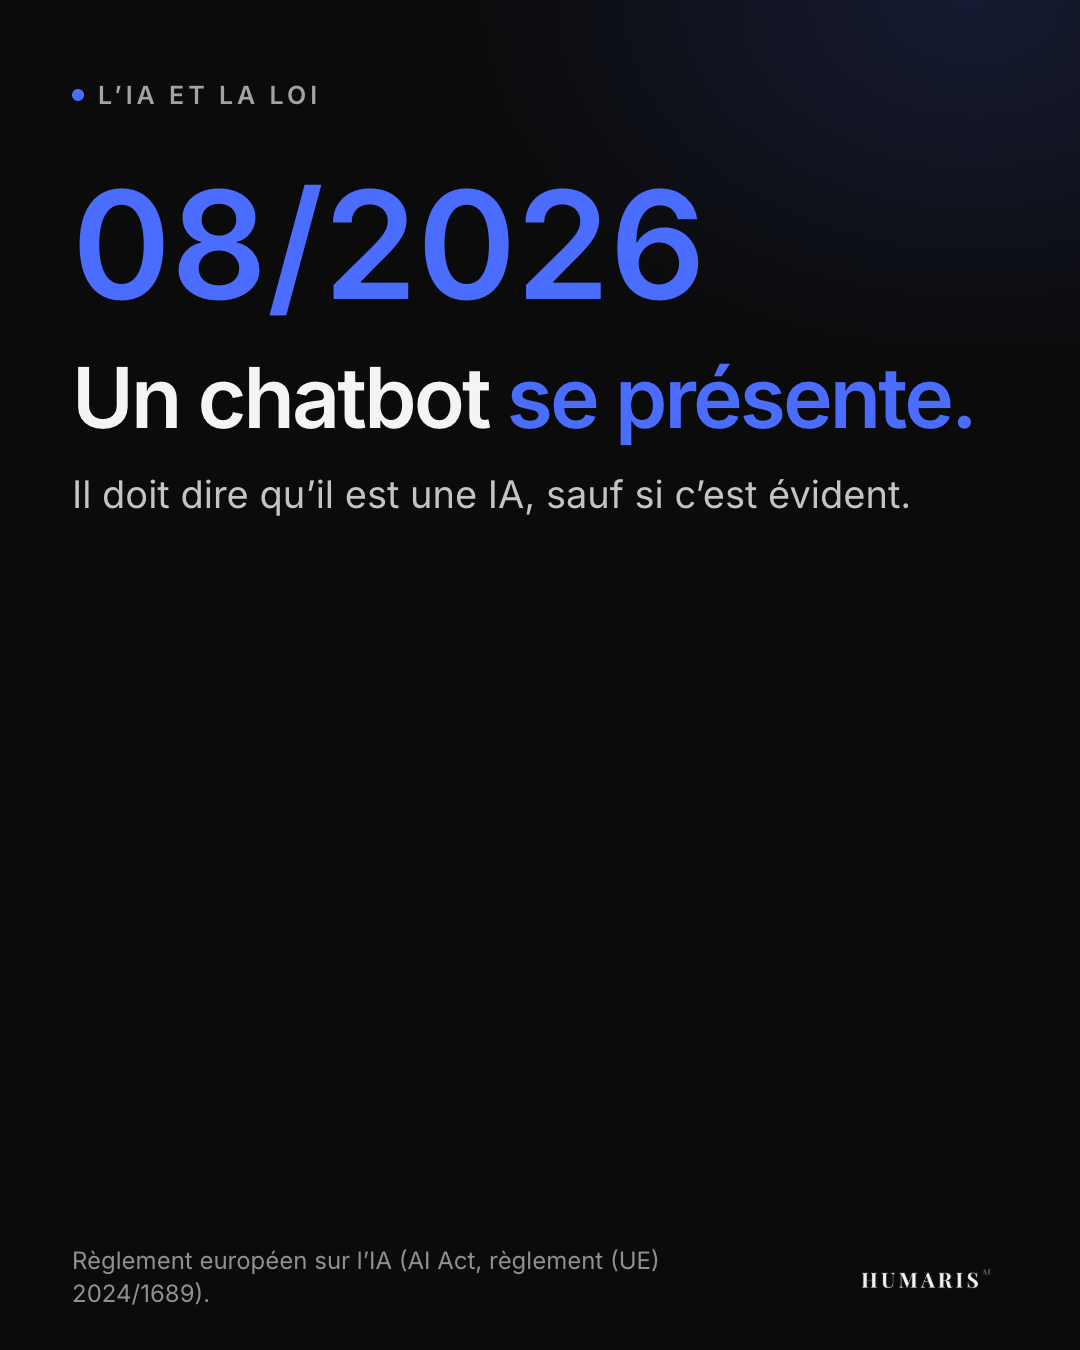 L’IA ET LA LOI
08/2026
Un chatbot se présente.
Il doit dire qu’il est une IA, sauf si c’est évident.
Règlement européen sur l’IA (AI Act, règlement (UE)
2024/1689).
HUMARIS AI